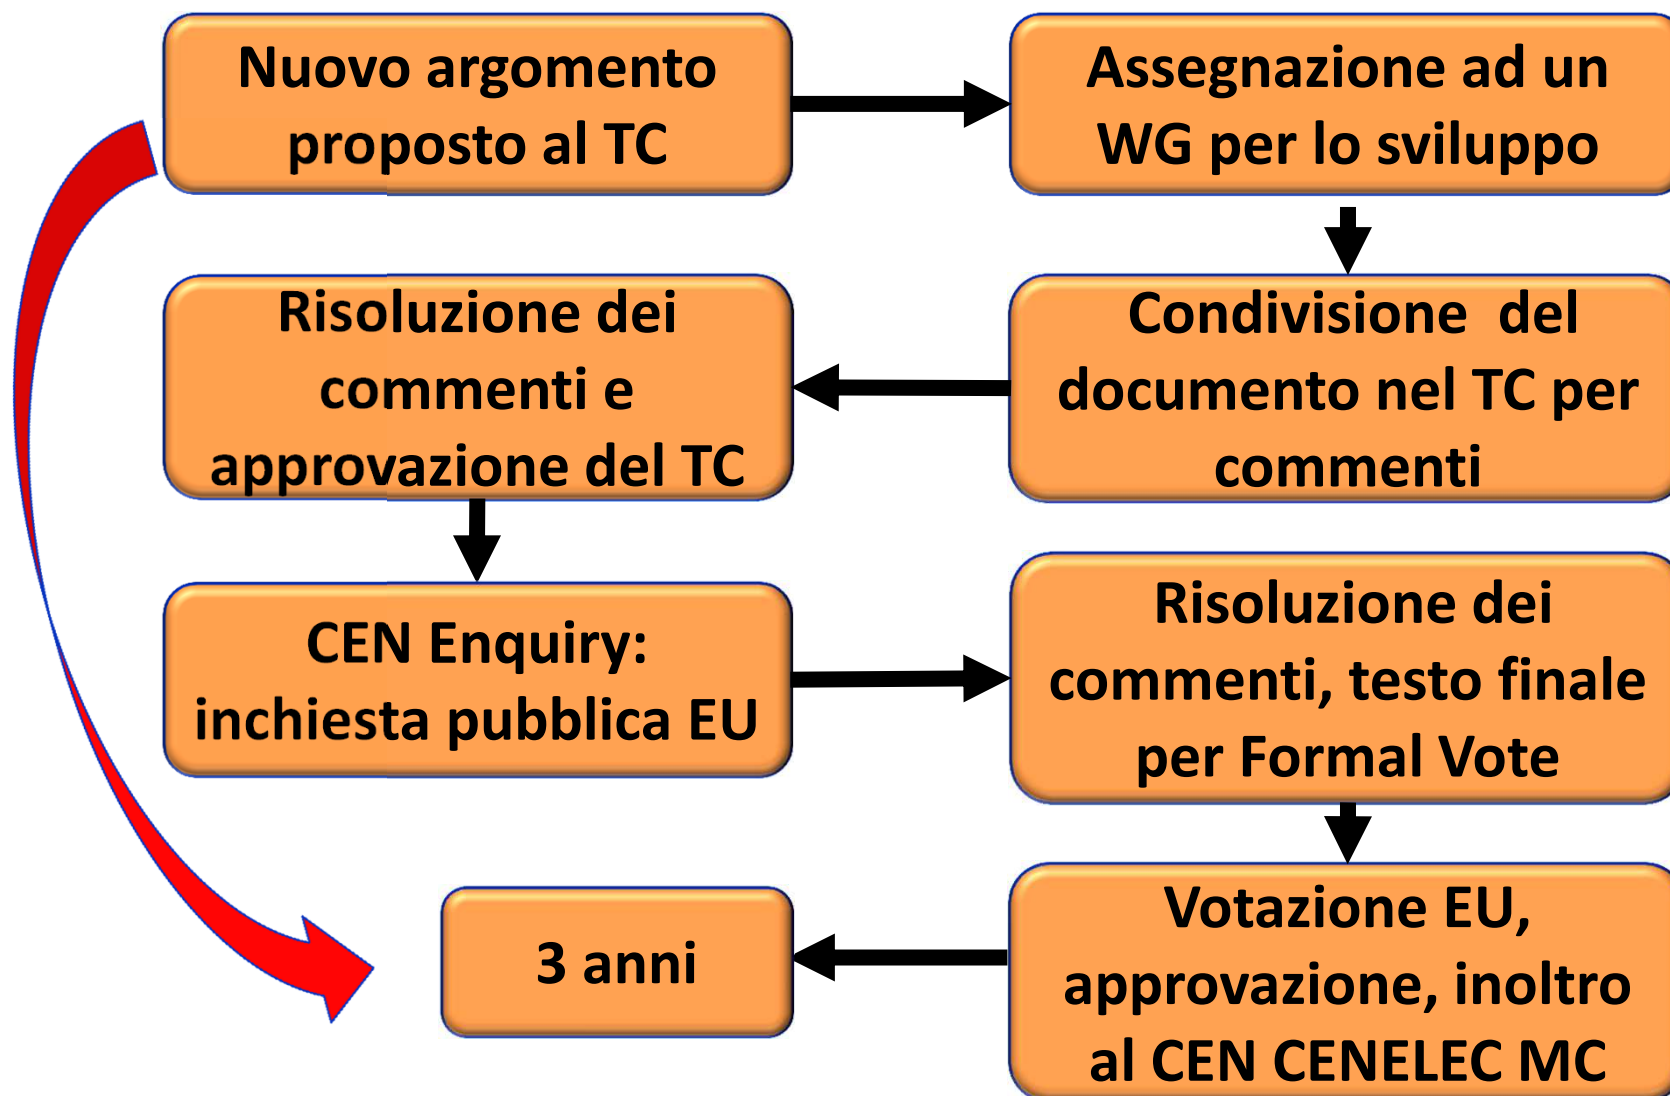 Nuovo argomento
proposto al TC
Assegnazione ad un
WG per lo sviluppo
Condivisione  del
documento nel TC per
commenti
Risoluzione dei
commenti e
approvazione del TC
CEN Enquiry:
inchiesta pubblica EU
Risoluzione dei
commenti, testo finale
per Formal Vote
Votazione EU,
approvazione, inoltro
al CEN CENELEC MC
3 anni